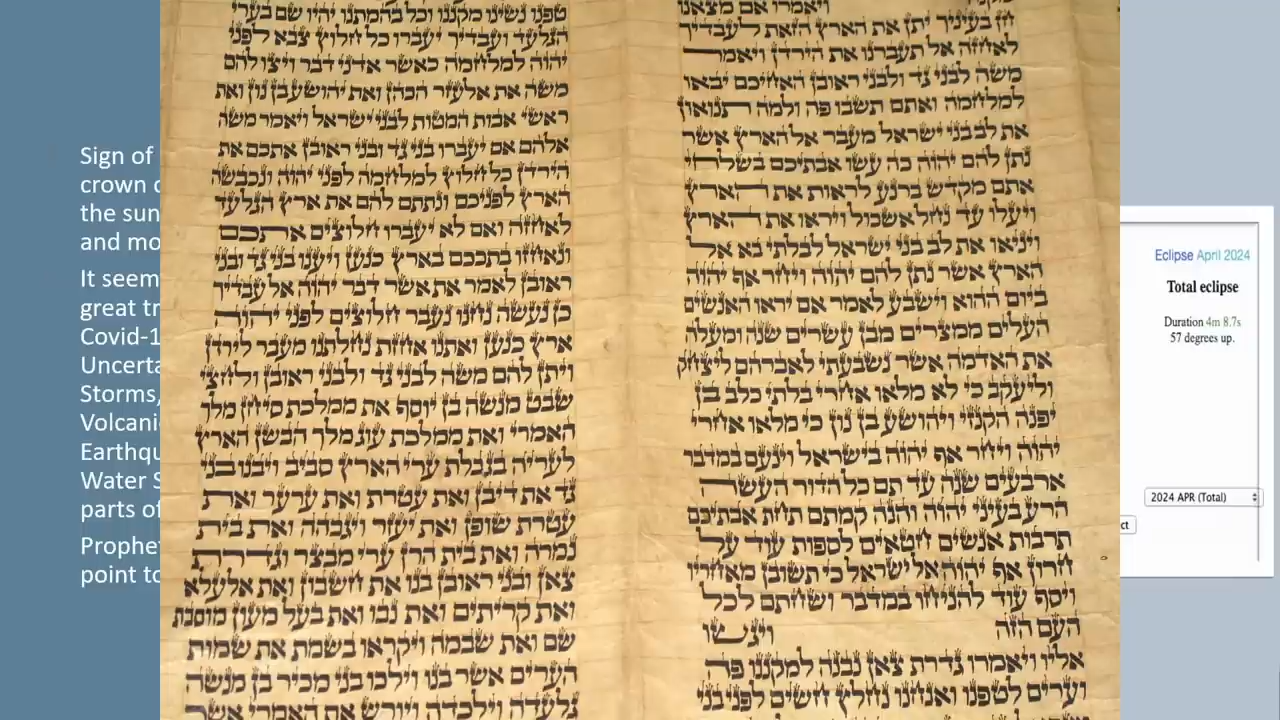 Sign of
crown
the sun
and mo
It seem
great tr
Covid-1
Uncerta
Storms,
Volcani
Earthqu
Water S
parts of
Prophet
point to
ויאמרו אם מצאנו
חן בעיניך יתן את הארץ הזאת לעבדיך
לאחזה אל תעברנו את הירדן ויאמר
משה לבני גד ולבני ראובן האחיכם יבאו
למלחמה ואתם תשבו פה ולמה תנואון
את לב בני ישראל מעבר אל הארץ אשר
נתן להם יהוה כה עשו אבתיכם בשלחי
אתם מקדש ברנע לראות את הארץ
ויעלו עד נחל אשכול ויראו את הארץ
ויניאו את לב בני ישראל לבלתי בא אל
הארץ אשר נתן להם יהוה ויחר אף יהוה
ביום ההוא וישבע לאמר אם יראו האנשים
העלים ממצרים מבן עשרים שנה ומעלה
את האדמה אשר נשבעתי לאברהם ליצחק
וליעקב כי לא מלאו אחרי בלתי כלב בן
יפנה הקנזי ויהושע בן נון כי מלאו אחרי
יהוה ויחר אף יהוה בישראל וינעם במדבר
ארבעים שנה עד תם כל הדור העשה
הרע בעיני יהוה והנה קמתם תחת אבתיכם
תרבות אנשים חטאים לספות עוד על
חרון אף יהוה אל ישראל כי תשובן מאחריו
ויסף עוד להניחו במדבר ושחתם לכל
העם הזה ויגשו
אליו ויאמרו גדרת צאן נבנה למקננו פה
וערים לטפנו ואנחנו נחלץ חשים לפני בני
טפנו נשינו מקננו וכל בהמתנו יהיו שם בערי
הגלעד ועבדיך יעברו כל חלוץ צבא לפני
יהוה למלחמה כאשר אדני דבר ויצו להם
משה את אלעזר הכהן ואת יהושע בן נון ואת
ראשי אבות המטות לבני ישראל ויאמר משה
אלהם אם יעברו בני גד ובני ראובן אתכם את
הירדן כל חלוץ למלחמה לפני יהוה ונכבשה
הארץ לפניכם ונתתם להם את ארץ הגלעד
לאחזה ואם לא יעברו חלוצים אתכם
ונאחזו בתככם בארץ כנען ויענו בני גד ובני
ראובן לאמר את אשר דבר יהוה אל עבדיך
כן נעשה נחנו נעבר חלוצים לפני יהוה
ארץ כנען ואתנו אחזת נחלתנו מעבר לירדן
ויתן להם משה לבני גד ולבני ראובן ולחצי
שבט מנשה בן יוסף את ממלכת סיחן מלך
האמרי ואת ממלכת עוג מלך הבשן הארץ
לעריה בגבלת ערי הארץ סביב ויבנו בני
גד את דיבן ואת עטרת ואת ערער ואת
עטרת שופן ואת יעזר ויגבהה ואת בית
נמרה ואת בית הרן ערי מבצר וגדרת
צאן ובני ראובן בנו את חשבון ואת אלעלא
ואת קריתים ואת נבו ואת בעל מעון מוסבת
שם ואת שבמה ויקראו בשמת את שמות
הערים אשר בנו וילכו בני מכיר בן מנשה
גלעדה וילכדה ויורש את האמרי אשר
Eclipse April 2024
Total eclipse
Duration 4m 8.7s
57 degrees up.
2024 APR (Total)
ct